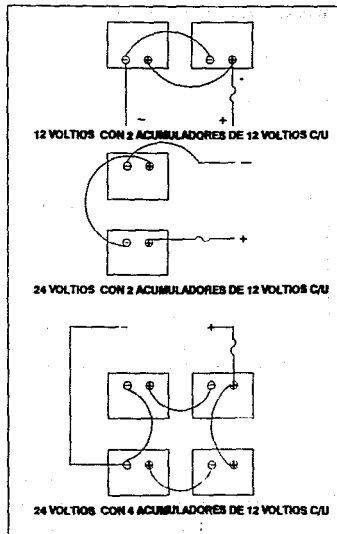 12 VOLTIOS CON 2 ACUMULADORES DE 12 VOLTIOS C/U
24 VOLTIOS CON 2 ACUMULADORES DE 12 VOLTIOS C/U
24 VOLTIOS CON 4 ACUMULADORES DE 12 VOLTIOS C/U